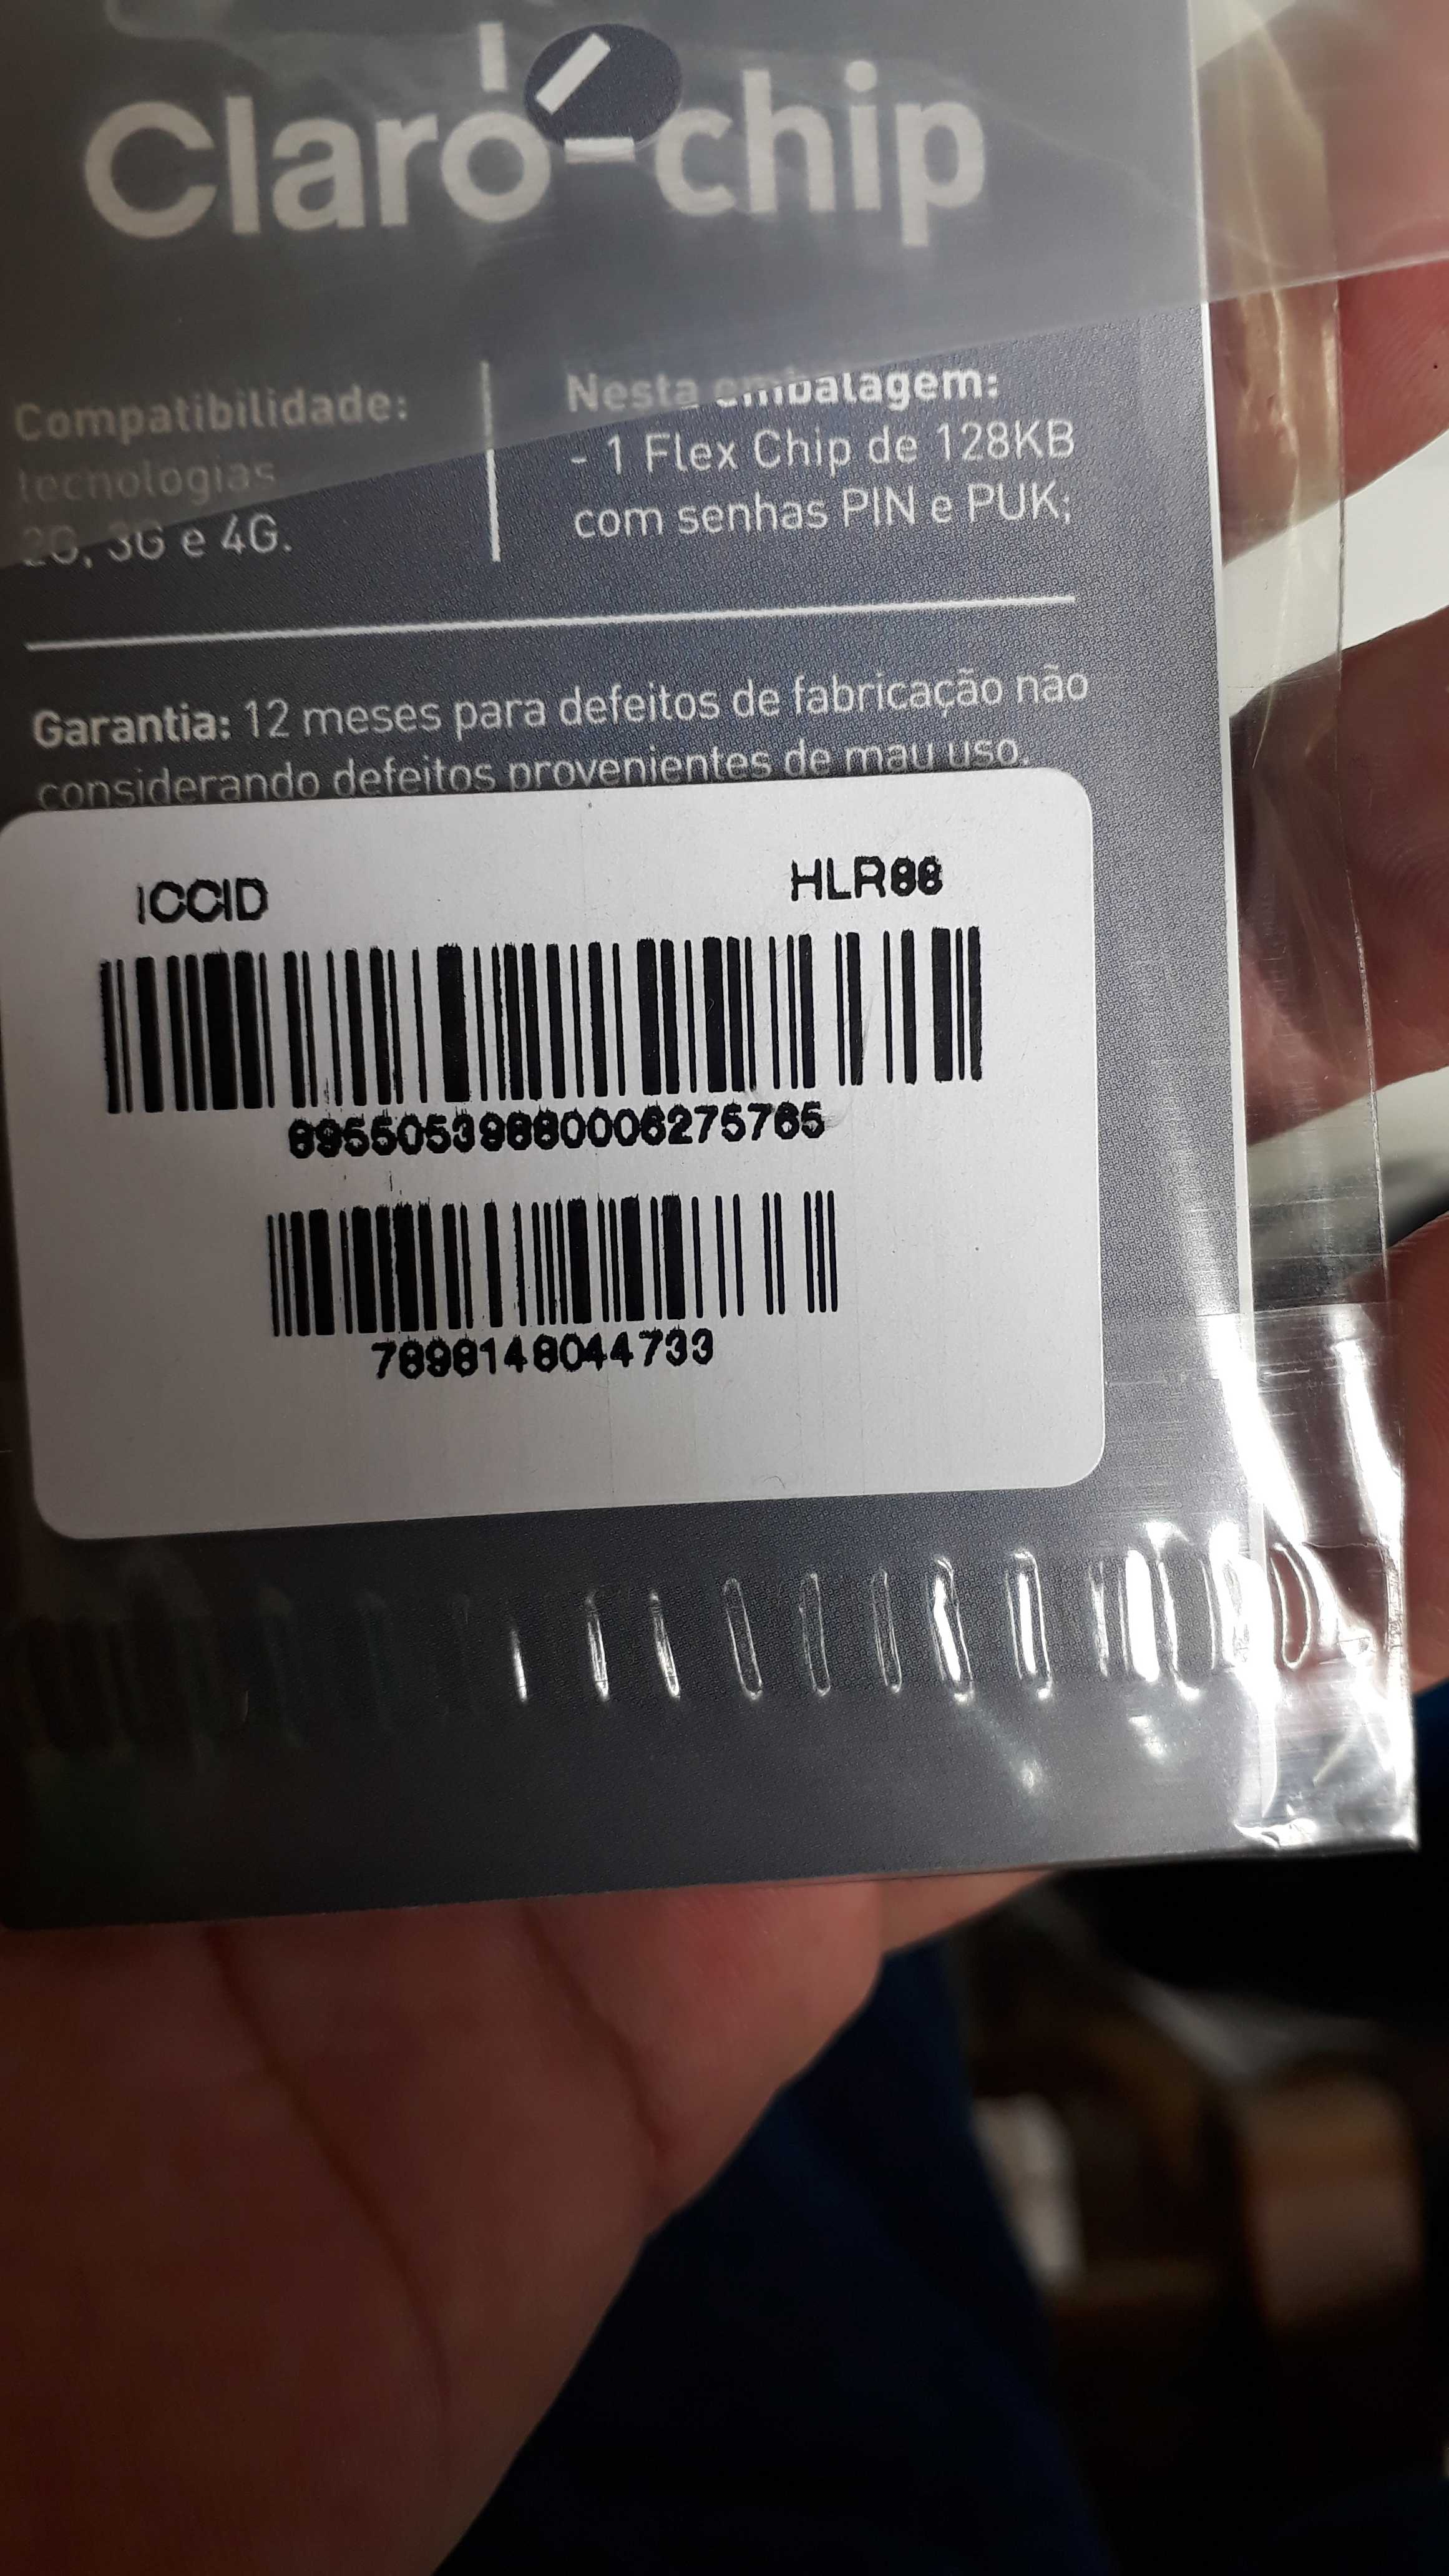 Claro-chip
Compatibilidade:
tecnologias
2G, 3G e 4G.
Nesta embalagem:
- 1 Flex Chip de 128KB
com senhas PIN e PUK;
Garantia: 12 meses para defeitos de fabricação não
considerando defeitos provenientes de mau uso.
ICCID
HLR88
89550539880006275765
7898148044733